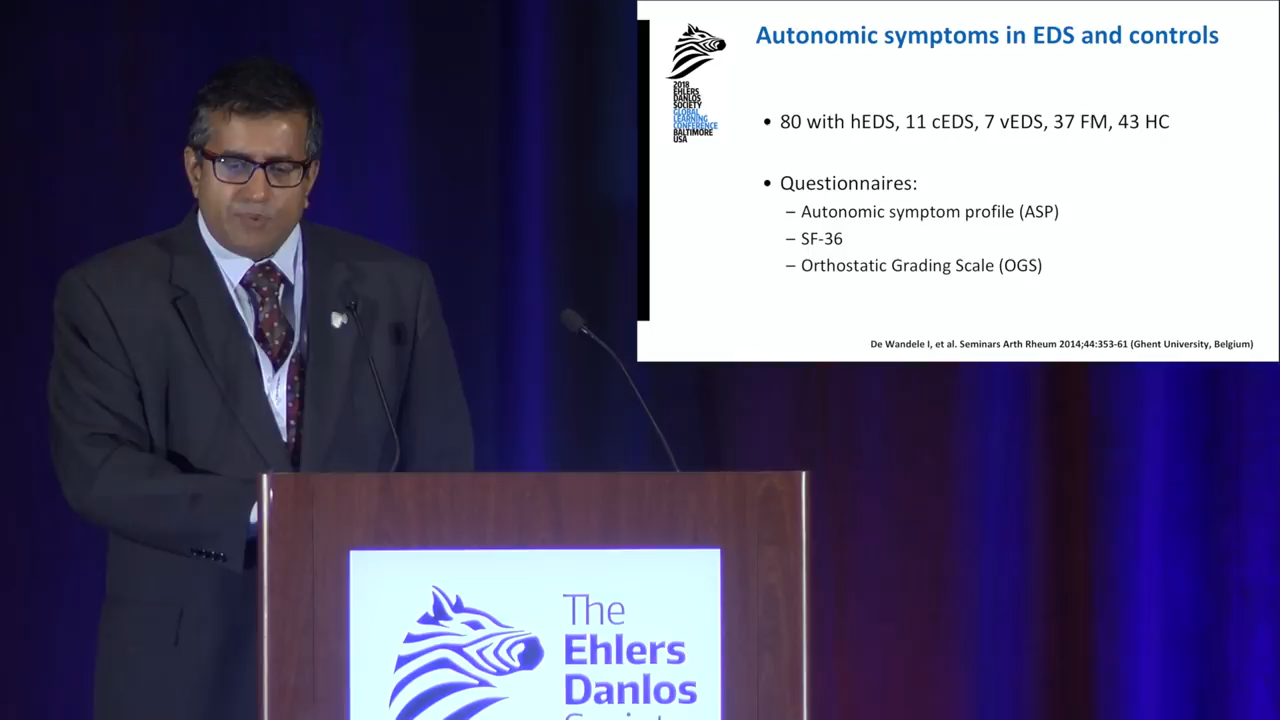 Autonomic symptoms in EDS and controls
2018
EHLERS
DANLOS
SOCIETY
GLOBAL
LEARNING
CONFERENCE
BALTIMORE
USA
• 80 with hEDS, 11 cEDS, 7 vEDS, 37 FM, 43 HC
• Questionnaires:
– Autonomic symptom profile (ASP)
– SF-36
– Orthostatic Grading Scale (OGS)
De Wandele I, et al. Seminars Arth Rheum 2014;44:353-61 (Ghent University, Belgium)
The
Ehlers
Danlos